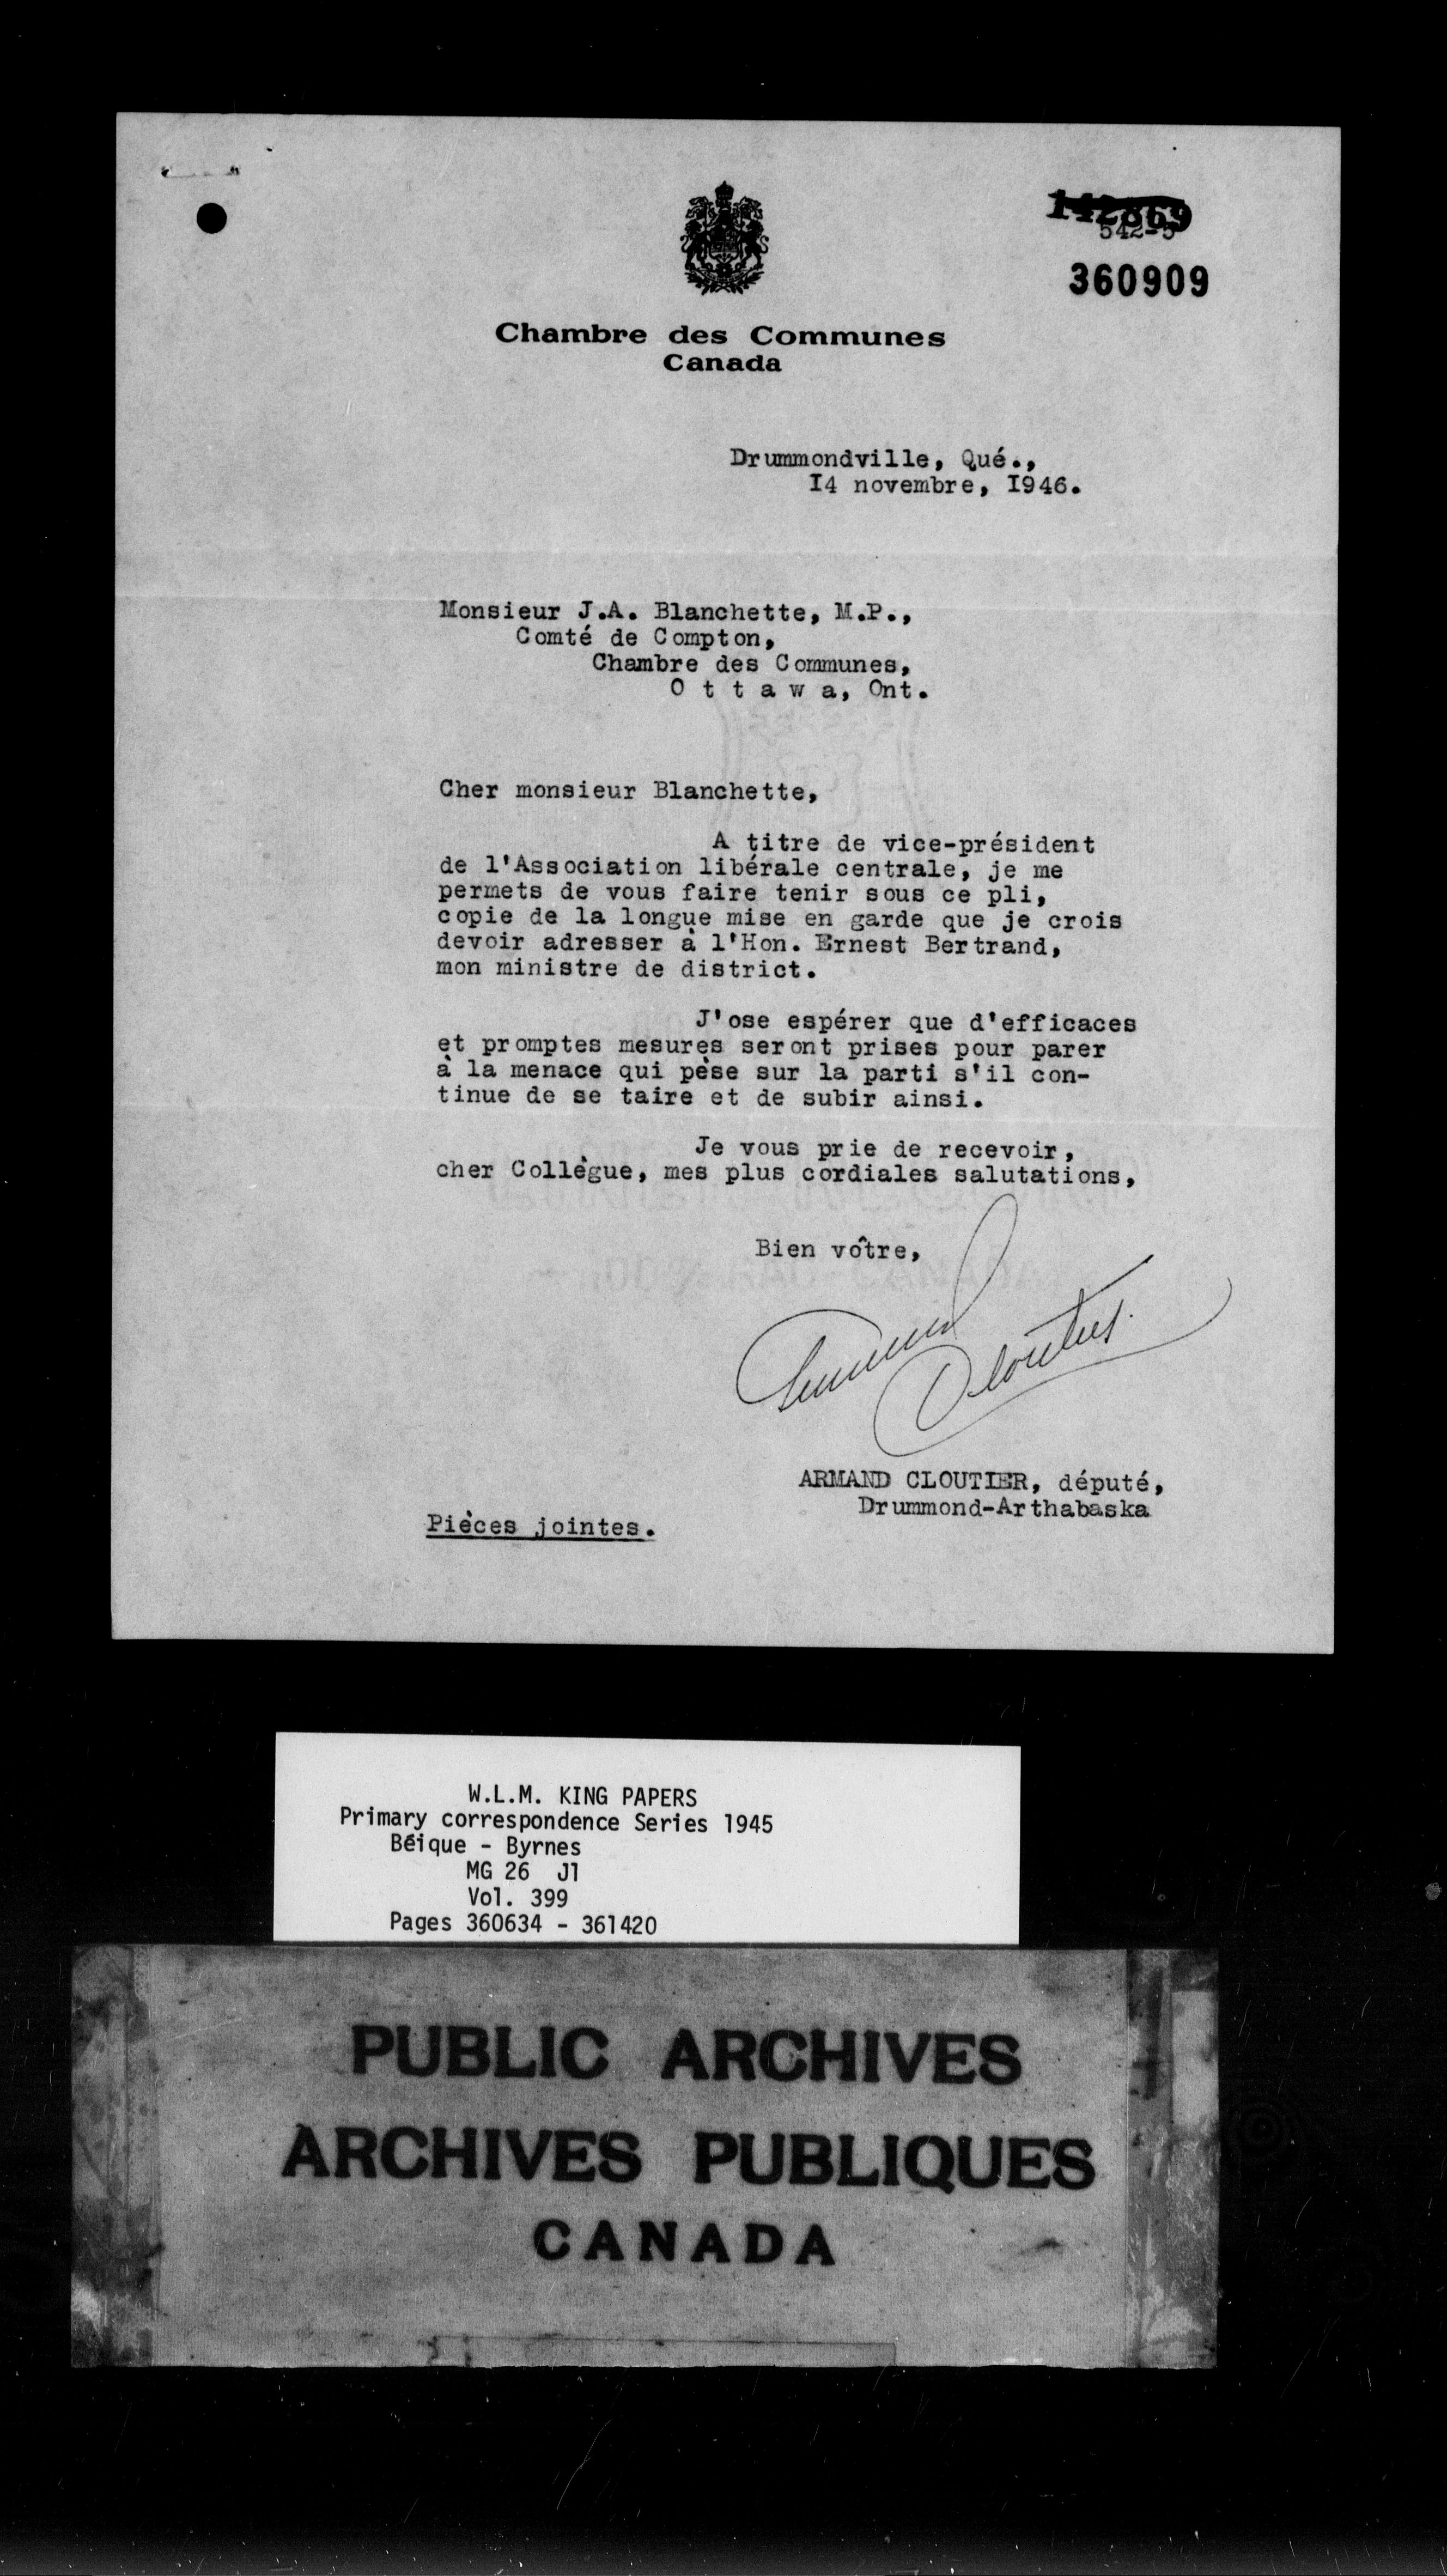 142869
542-5
360909
Chambre des Communes
Canada
Drummondville, Qué.,
I4 novembre, I946.
Monsieur J.A. Blanchette, M.P.,
Comté de Compton,
Chambre des Communes,
O t t a w a, Ont.
Cher monsieur Blanchette,
A titre de vice-président
de l'Association libérale centrale, je me
permets de vous faire tenir sous ce pli,
copie de la longue mise en garde que je crois
devoir adresser à l'Hon. Ernest Bertrand,
mon ministre de district.
J'ose espérer que d'efficaces
et promptes mesures seront prises pour parer
à la menace qui pèse sur la parti s'il con-
tinue de se taire et de subir ainsi.
Je vous prie de recevoir,
cher Collègue, mes plus cordiales salutations,
Bien vôtre,
Armand Cloutier
ARMAND CLOUTIER, député,
Drummond-Arthabaska
Pièces jointes.
W.L.M. KING PAPERS
Primary correspondence Series 1945
Béique - Byrnes
MG 26 J1
Vol. 399
Pages 360634 - 361420
PUBLIC ARCHIVES
ARCHIVES PUBLIQUES
CANADA